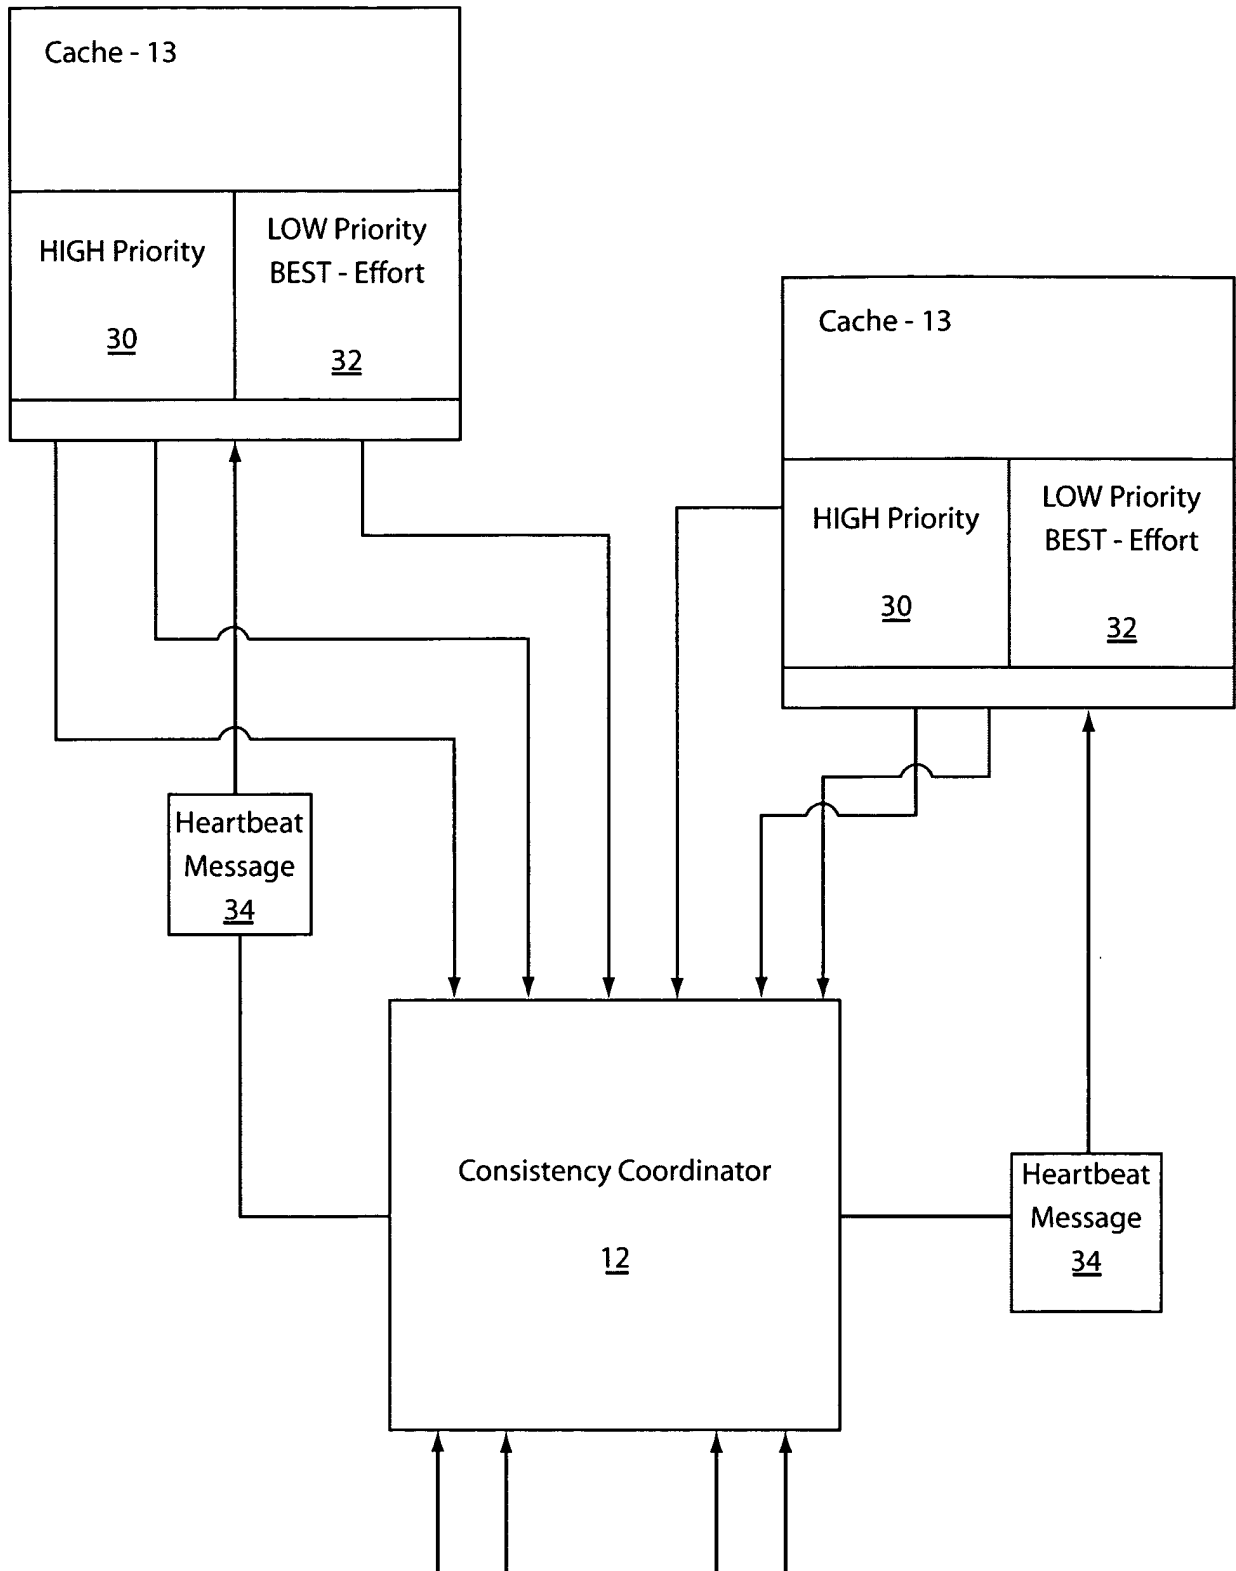 Cache - 13
HIGH Priority
30
LOW Priority
BEST - Effort
32
Cache - 13
HIGH Priority
30
LOW Priority
BEST - Effort
32
Heartbeat
Message
34
Consistency Coordinator
12
Heartbeat
Message
34